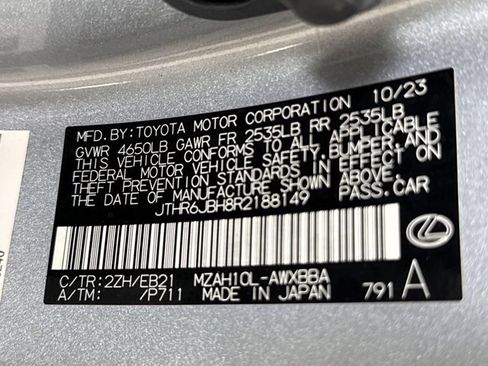 MFD.BY: TOYOTA MOTOR CORPORATION 10/23
GVWR 4650LB GAWR FR 2535LB RR 2535LB
THIS VEHICLE CONFORMS TO ALL APPLICABLE
FEDERAL MOTOR VEHICLE SAFETY,BUMPER,AND
THEFT PREVENTION STANDARDS IN EFFECT ON
THE DATE OF MANUFACTURE SHOWN ABOVE.
JTHR6JBH8R2188149 PASS.CAR
C/TR: 2ZH/EB21 MZAH10L-AWXBBA
A/TM: /P711 MADE IN JAPAN 791 A